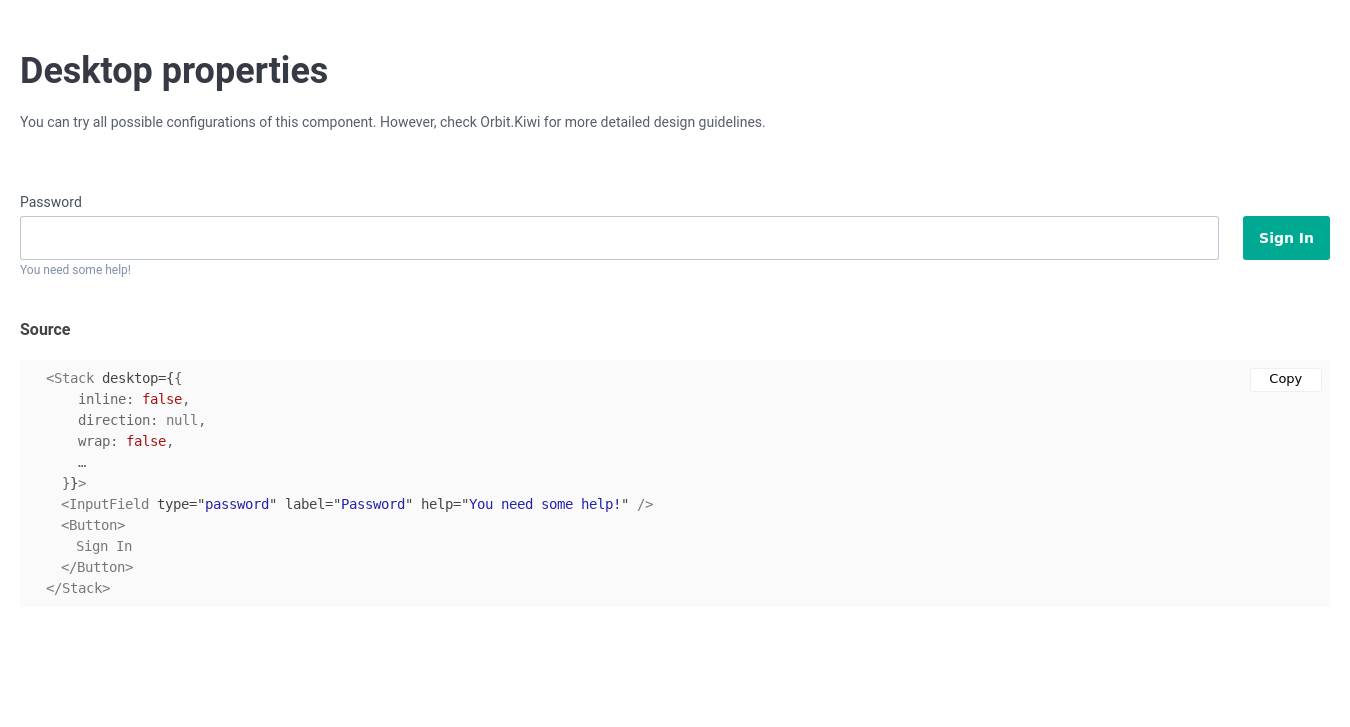 Desktop properties
You can try all possible configurations of this component. However, check Orbit.Kiwi for more detailed design guidelines.
Password
Sign In
You need some help!
Source
<Stack desktop={{
Copy
inline: false,
direction: null,
wrap: false,
…
}}>
<InputField type="password" label="Password" help="You need some help!" />
<Button>
Sign In
</Button>
</Stack>